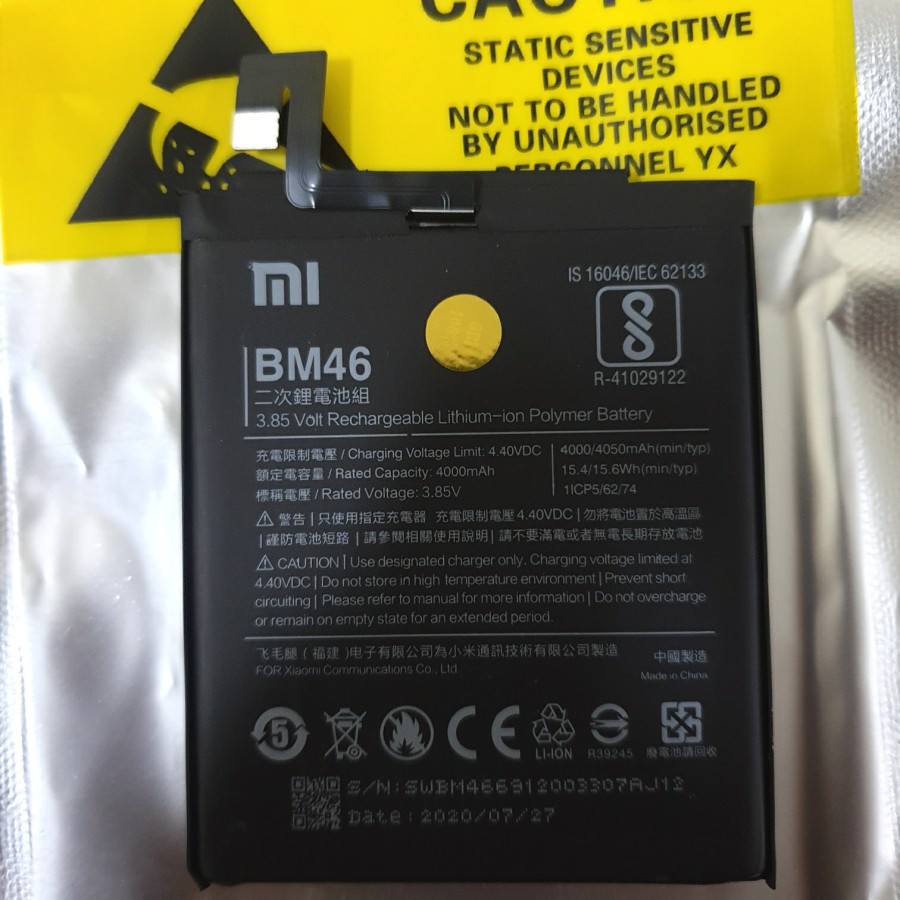 CAUTION
STATIC SENSITIVE
DEVICES
NOT TO BE HANDLED
BY UNAUTHORISED
PERSONNEL YX
mi
IS 16046/IEC 62133
R-41029122
BM46
二次鋰電池組
3.85 Volt Rechargeable Lithium-ion Polymer Battery
充電限制電壓 / Charging Voltage Limit: 4.40VDC
額定電容量 / Rated Capacity: 4000mAh
標稱電壓 / Rated Voltage: 3.85V
4000/4050mAh(min/typ)
15.4/15.6Wh(min/typ)
1ICP5/62/74
警告 | 只使用指定充電器 充電限制電壓 4.40VDC | 勿將電池置於高溫區
| 謹防電池短路 | 請參閱相關使用說明 | 請不要滿電或者無電長期存放電池
CAUTION | Use designated charger only. Charging voltage limited at
4.40VDC | Do not store in high temperature environment | Prevent short
circuiting | Please refer to manual for more information | Do not overcharge
or remain on empty state for an extended period.
飞毛腿 ( 福建 ) 电子有限公司為小米通訊技術有限公司製造
FOR Xiaomi Communications Co., Ltd
中國製造
Made in China
5
CE
LI-ION
R39245
廢電池請回收
S/N: SWBM466912003307AJ12
Date : 2020/07/27